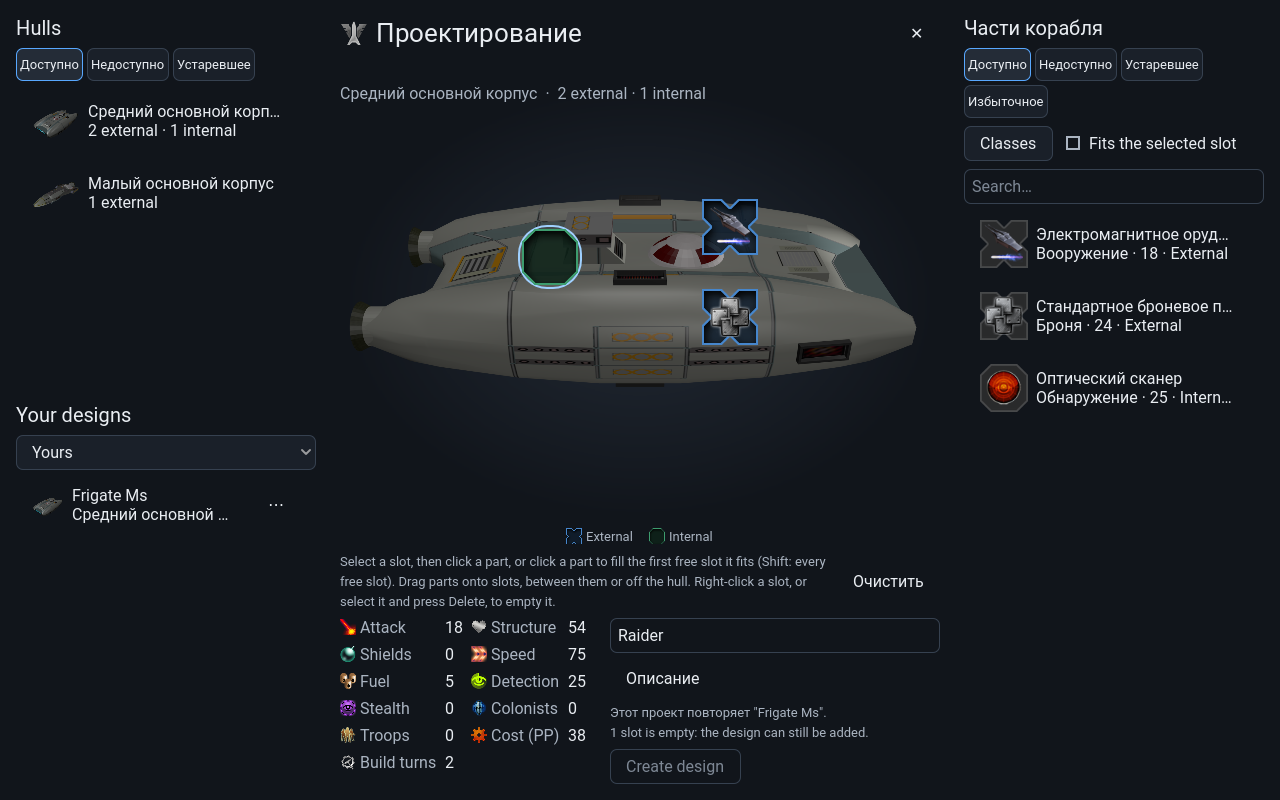 Hulls
Доступно
Недоступно
Устаревшее
Средний основной корп…
2 external · 1 internal
Малый основной корпус
1 external
Your designs
Yours
Frigate Ms
Средний основной …
…
Проектирование
×
Средний основной корпус · 2 external · 1 internal
External
Internal
Select a slot, then click a part, or click a part to fill the first free slot it fits (Shift: every
free slot). Drag parts onto slots, between them or off the hull. Right-click a slot, or
select it and press Delete, to empty it.
Очистить
Attack 18
Structure 54
Shields 0
Speed 75
Fuel 5
Detection 25
Stealth 0
Colonists 0
Troops 0
Cost (PP) 38
Build turns 2
Raider
Описание
Этот проект повторяет "Frigate Ms".
1 slot is empty: the design can still be added.
Create design
Части корабля
Доступно
Недоступно
Устаревшее
Избыточное
Classes
Fits the selected slot
Search…
Электромагнитное оруд…
Вооружение · 18 · External
Стандартное броневое п…
Броня · 24 · External
Оптический сканер
Обнаружение · 25 · Intern…